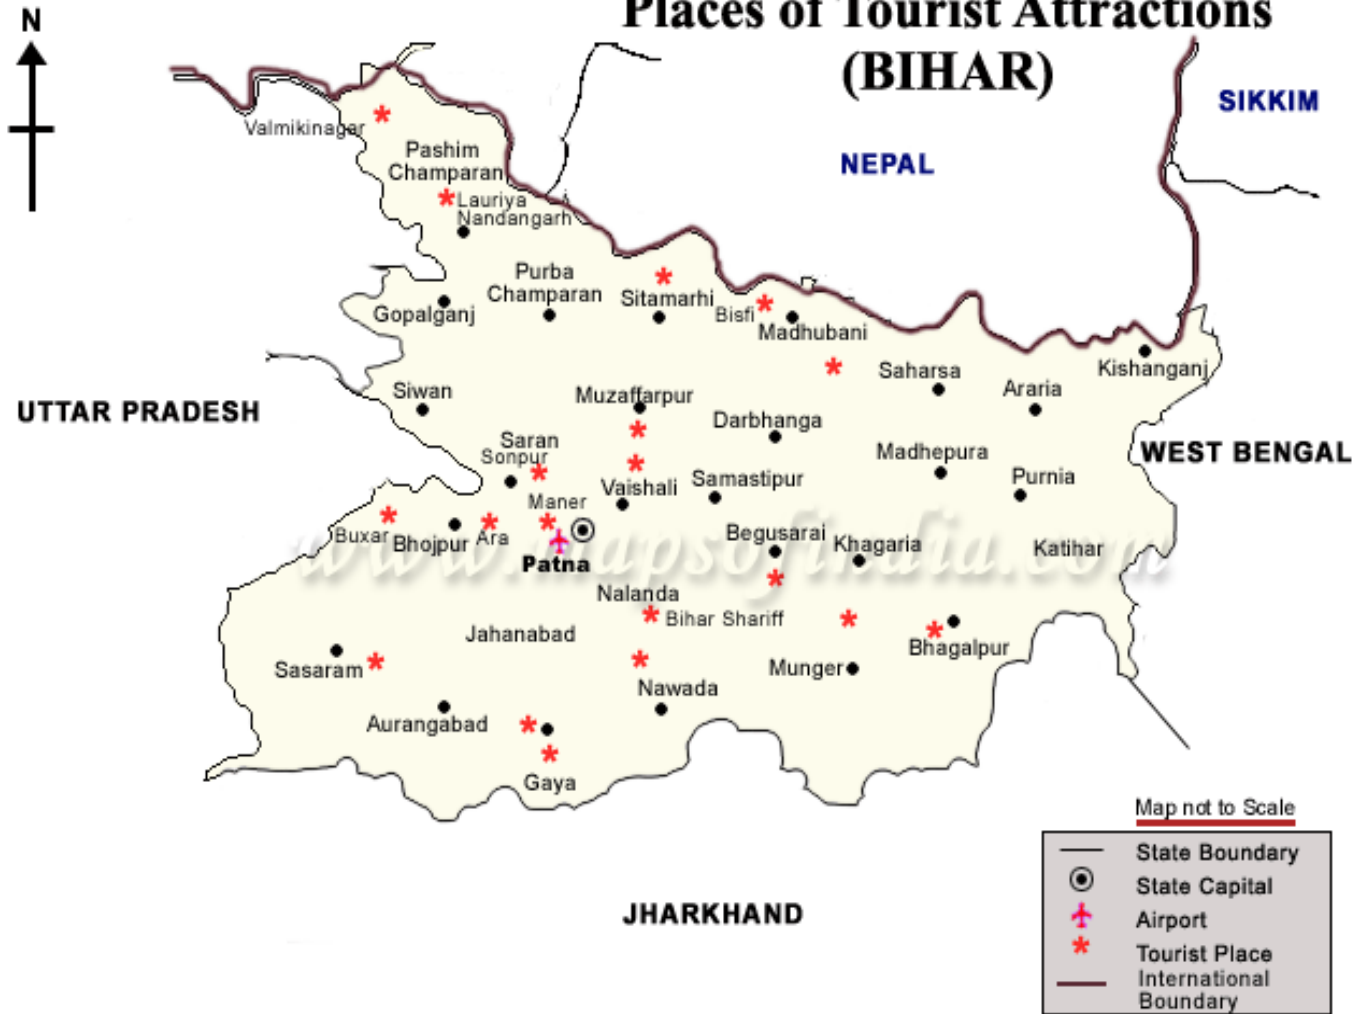 Places of Tourist Attractions
(BIHAR)
N
SIKKIM
NEPAL
Valmikinagar
Pashim
Champaran
Lauriya
Nandangarh
Purba
Champaran
Sitamarhi
Gopalganj
Bisfi
Madhubani
Kishanganj
Saharsa
Araria
Siwan
Muzaffarpur
UTTAR PRADESH
Darbhanga
Saran
Sonpur
Madhepura
WEST BENGAL
Vaishali
Samastipur
Purnia
Maner
Buxar
Bhojpur
Ara
Begusarai
Khagaria
Katihar
www.mapsofindia.com
Patna
Nalanda
Bihar Shariff
Jahanabad
Bhagalpur
Sasaram
Munger
Nawada
Aurangabad
Gaya
JHARKHAND
Map not to Scale
State Boundary
State Capital
Airport
Tourist Place
International
Boundary